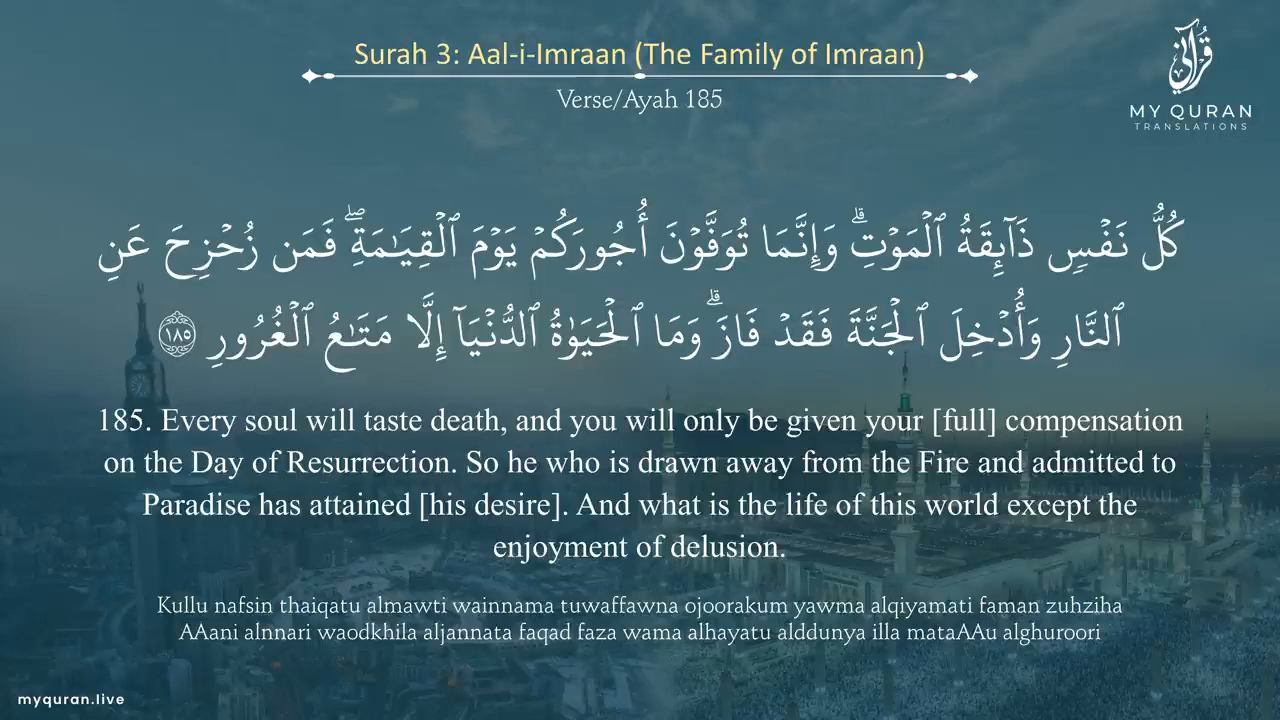 Surah 3: Aal-i-Imraan (The Family of Imraan)
Verse/Ayah 185
قرآني
MY QURAN
TRANSLATIONS
كُلُّ نَفْسٍ ذَآئِقَةُ ٱلْمَوْتِ ۗ وَإِنَّمَا تُوَفَّوْنَ أُجُورَكُمْ يَوْمَ ٱلْقِيَـٰمَةِ ۖ فَمَن زُحْزِحَ عَنِ
ٱلنَّارِ وَأُدْخِلَ ٱلْجَنَّةَ فَقَدْ فَازَ ۗ وَمَا ٱلْحَيَوٰةُ ٱلدُّنْيَآ إِلَّا مَتَـٰعُ ٱلْغُرُورِ ١٨٥
185. Every soul will taste death, and you will only be given your [full] compensation
on the Day of Resurrection. So he who is drawn away from the Fire and admitted to
Paradise has attained [his desire]. And what is the life of this world except the
enjoyment of delusion.
Kullu nafsin thaiqatu almawti wainnama tuwaffawna ojoorakum yawma alqiyamati faman zuhziha
AAani alnnari waodkhila aljannata faqad faza wama alhayatu alddunya illa mataAAu alghuroori
myquran.live